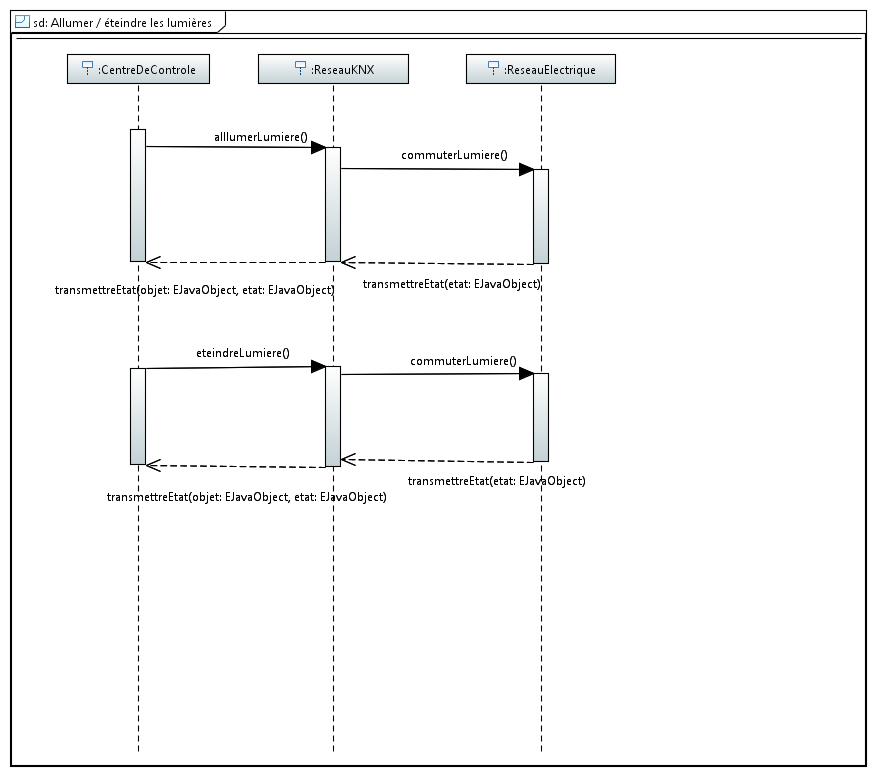 sd: Allumer / éteindre les lumières
:CentreDeControle
:ReseauKNX
:ReseauElectrique
alllumerLumiere()
commuterLumiere()
transmettreEtat(etat: EJavaObject)
transmettreEtat(objet: EJavaObject, etat: EJavaObject)
eteindreLumiere()
commuterLumiere()
transmettreEtat(etat: EJavaObject)
transmettreEtat(objet: EJavaObject, etat: EJavaObject)